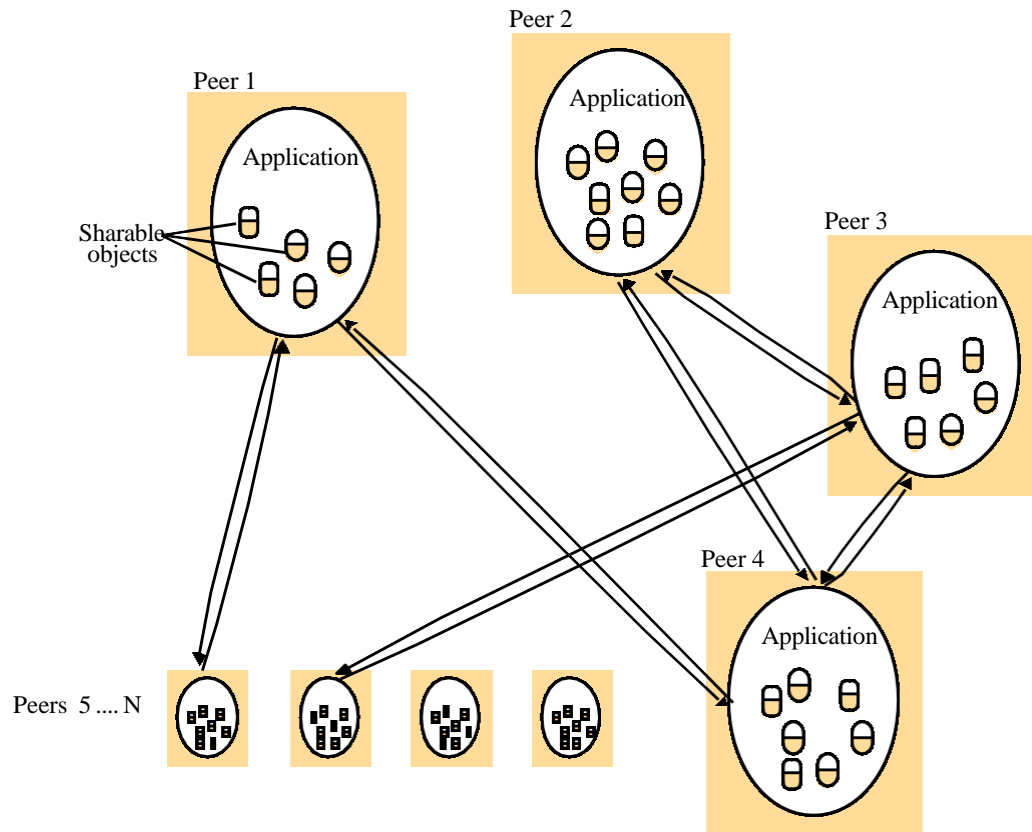 Peer 2
Application
Peer 1
Application
Sharable
objects
Peer 3
Application
Peer 4
Application
Peers 5 .... N